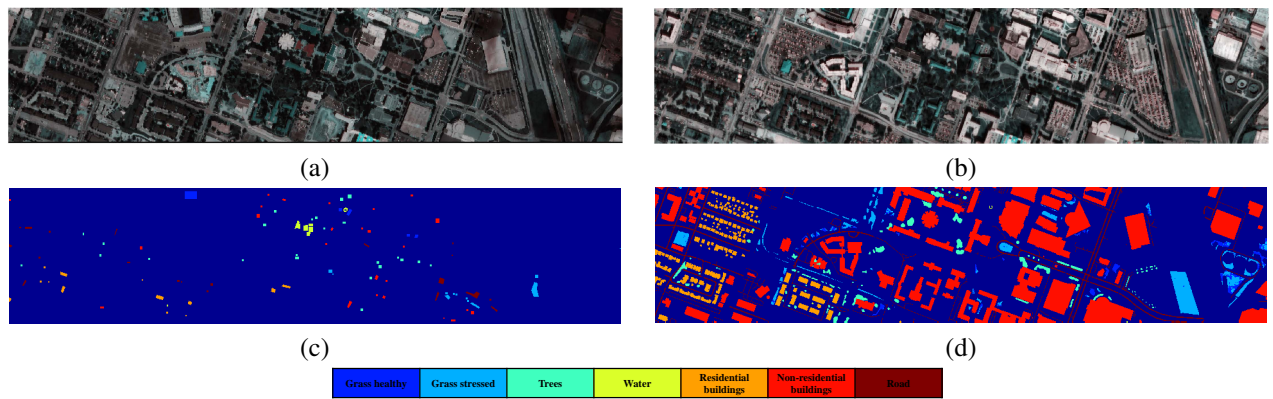 (a)
(b)
(c)
(d)
Grass healthy
Grass stressed
Trees
Water
Residential
buildings
Non-residential
buildings
Road